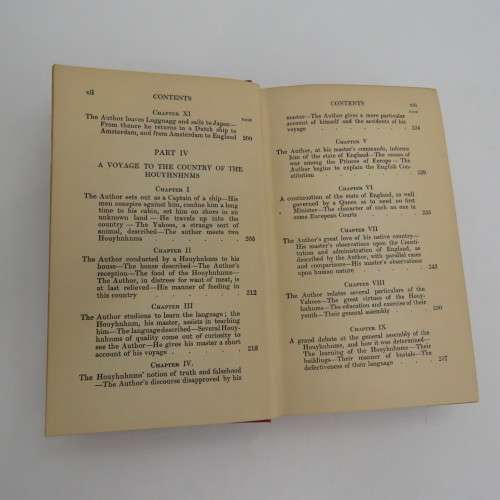 xii
CONTENTS
CHAPTER XI
PAGE
The Author leaves Luggnagg and sails to Japan—
From thence he returns in a Dutch ship to
Amsterdam, and from Amsterdam to England
200
PART IV
A VOYAGE TO THE COUNTRY OF THE
HOUYHNHNMS
CHAPTER I
The Author sets out as a Captain of a ship—His
men conspire against him, confine him a long
time to his cabin, set him on shore in an
unknown land—He travels up into the
country—The Yahoos, a strange sort of
animal, described—The author meets two
Houyhnhnms . . . . . . 205
CHAPTER II
The Author conducted by a Houyhnhnm to his
house—The house described—The Author's
reception—The food of the Houyhnhnms
—The Author, in distress for want of meat, is
at last relieved—His manner of feeding in
this country . . . . . . 212
CHAPTER III
The Author studious to learn the language; the
Houyhnhnm, his master, assists in teaching
him—The language described—Several Houy-
hnhnms of quality come out of curiosity to
see the Author—He gives his master a short
account of his voyage . . . . . 218
CHAPTER IV.
The Houyhnhnms' notion of truth and falsehood
—The Author's discourse disapproved by his
CONTENTS
xiii
PAGE
master—The Author gives a more particular
account of himself and the accidents of his
voyage . . . . . . 224
CHAPTER V
The Author, at his master's commands, informs
him of the state of England—The causes of
war among the Princes of Europe—The
Author begins to explain the English Con-
stitution . . . . . . 229
CHAPTER VI
A continuation of the state of England, so well
governed by a Queen as to need no first
Minister—The character of such an one in
some European Courts . . . . 235
CHAPTER VII
The Author's great love of his native country—
His master's observations upon the Consti-
tution and administration of England, as
described by the Author, with parallel cases
and comparisons—His master's observations
upon human nature . . . . 243
CHAPTER VIII
The Author relates several particulars of the
Yahoos—The great virtues of the Houy-
hnhnms—The education and exercise of their
youth—Their general assembly . . 250
CHAPTER IX
A grand debate at the general assembly of the
Houyhnhnms, and how it was determined—
The learning of the Houyhnhnms—Their
buildings—Their manner of burials—The
defectiveness of their language . . 257